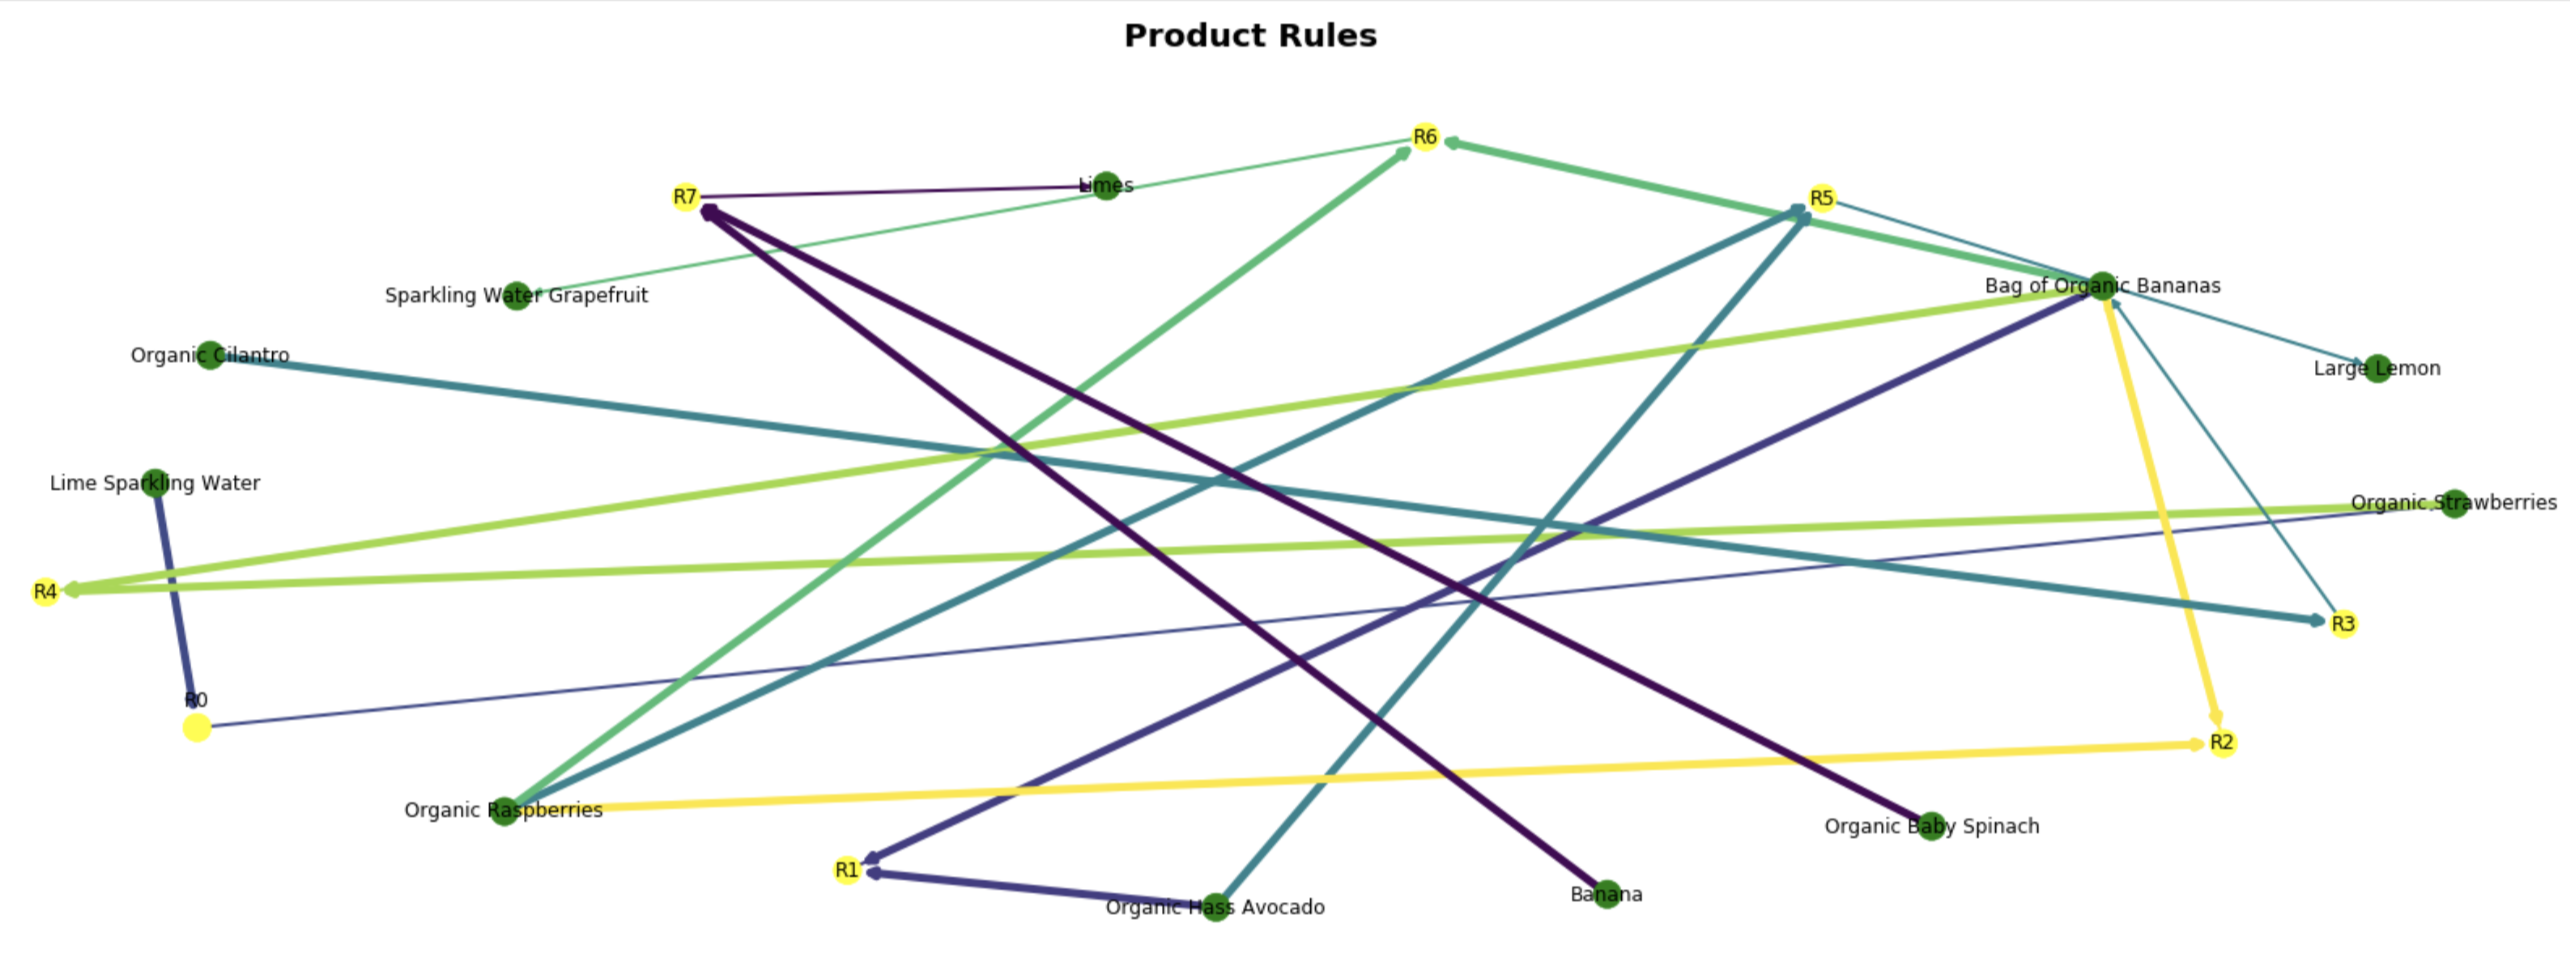 Product Rules
R6
Limes
R7
R5
Bag of Organic Bananas
Sparkling Water Grapefruit
Organic Cilantro
Large Lemon
Lime Sparkling Water
Organic Strawberries
R4
R3
R0
R2
Organic Raspberries
Organic Baby Spinach
R1
Banana
Organic Hass Avocado